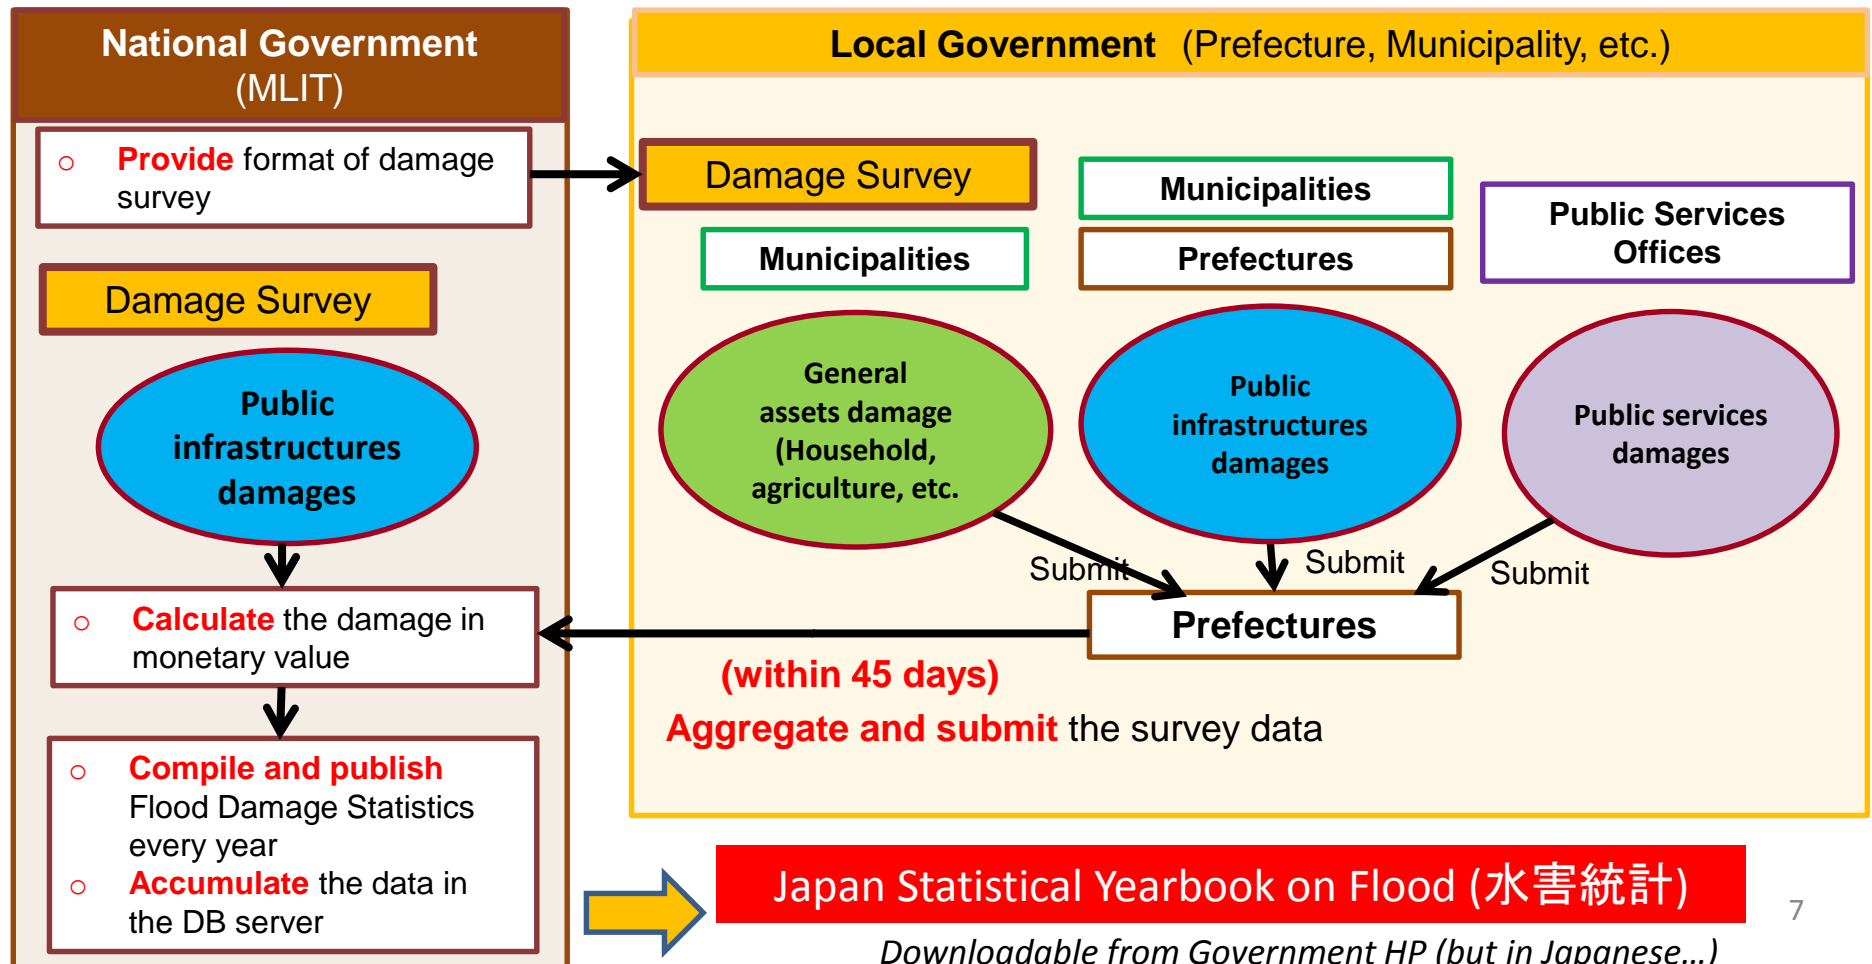 National Government
(MLIT)
o Provide format of damage
survey
Damage Survey
Public
infrastructures
damages
o Calculate the damage in
monetary value
o Compile and publish
Flood Damage Statistics
every year
o Accumulate the data in
the DB server
Local Government (Prefecture, Municipality, etc.)
Damage Survey
Municipalities
General
assets damage
(Household,
agriculture, etc.
Municipalities
Prefectures
Public
infrastructures
damages
Public Services
Offices
Public services
damages
Submit
Submit
Submit
Prefectures
(within 45 days)
Aggregate and submit the survey data
Japan Statistical Yearbook on Flood (水害統計)
7
Downloadable from Government HP (but in Japanese...)